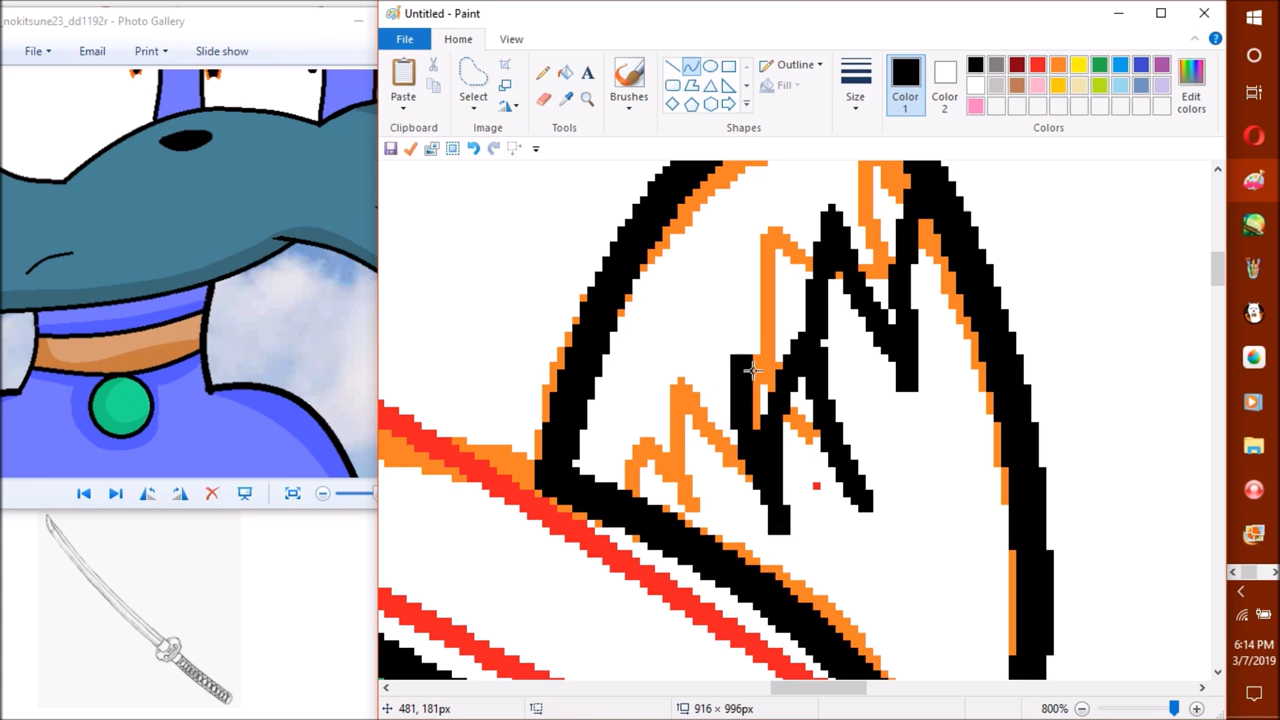 _nokitsune23_dd1192r - Photo Gallery
File Email Print Slide show
Untitled - Paint
File Home View
Paste Select Brushes Size Color 1 Color 2 Edit colors
Outline
Fill
Clipboard Image Tools Shapes Colors
481, 181px 916 × 996px 800%
6:14 PM
3/7/2019